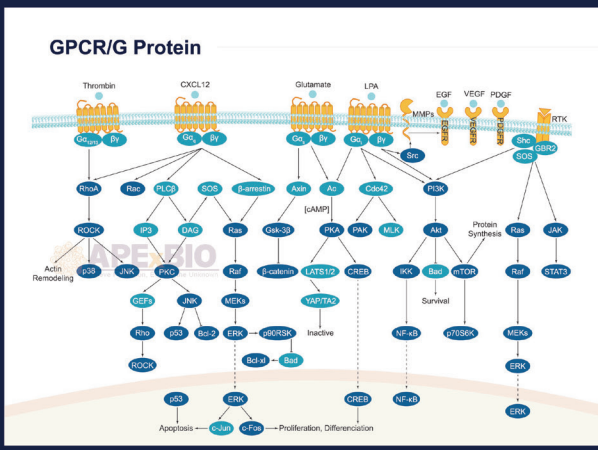 GPCR/G Protein
Thrombin
CXCL12
Glutamate
LPA
EGF
VEGF
PDGF
MMPs
RTK
EGFR
VEGFR
PDGFR
Gα12/13
βγ
Gαq
βγ
Gαs
βγ
Gαi
βγ
Src
Shc
GBR2
SOS
RhoA
Rac
PLCβ
SOS
β-arrestin
Axin
Ac
Cdo42
PI3K
[cAMP]
ROCK
IP3
DAG
Ras
Gsk-3β
PKA
PAK
MLK
Akt
Protein
Synthesis
Ras
JAK
APExBIO
Actin
Remodeling
p38
JNK
PKC
Raf
β-catenin
LATS1/2
CREB
IKK
Bad
mTOR
Raf
STAT3
GEFs
JNK
MEKs
YAP/TA2
Survival
Rho
p53
Bcl-2
ERK
p90RSK
Inactive
NF-κB
p70S6K
MEKs
ROCK
Bcl-xl
Bad
ERK
p53
ERK
CREB
NF-κB
ERK
Apoptosis
c-Jun
c-Fos
Proliferation, Differenciation